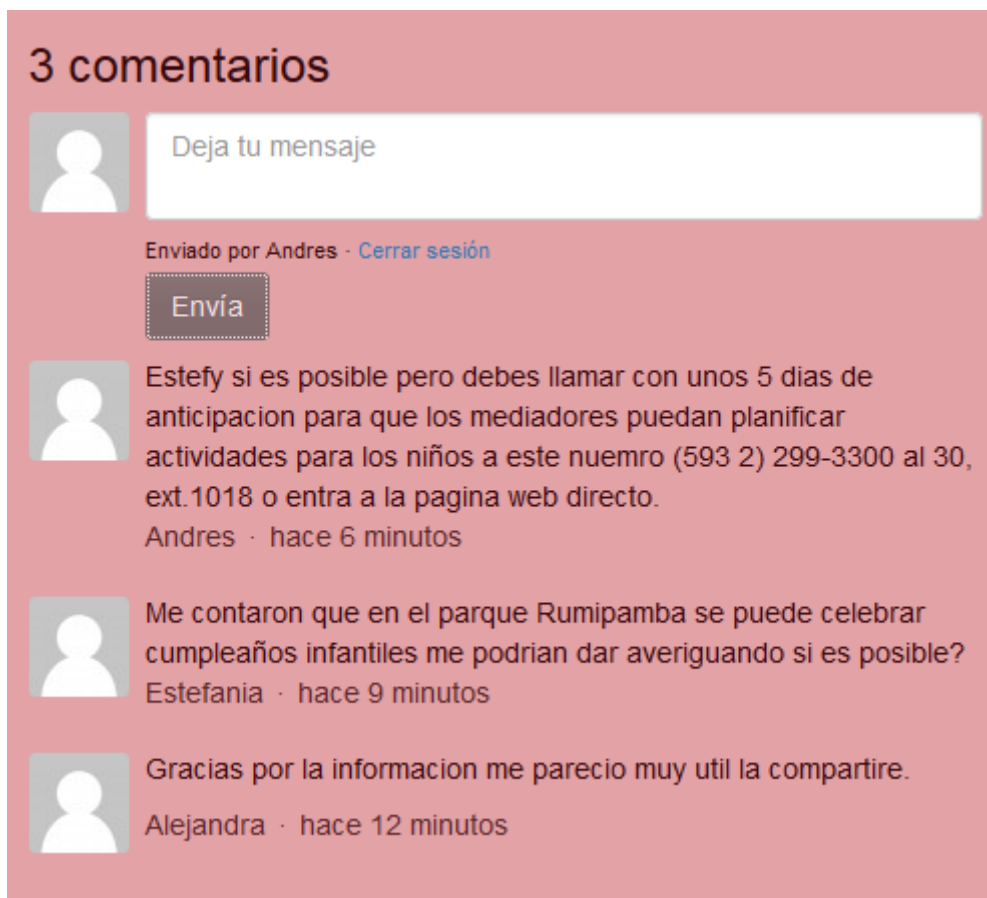 3 comentarios
Deja tu mensaje
Enviado por Andres · Cerrar sesión
Envía
Estefy si es posible pero debes llamar con unos 5 dias de
anticipacion para que los mediadores puedan planificar
actividades para los niños a este nuemro (593 2) 299-3300 al 30,
ext.1018 o entra a la pagina web directo.
Andres · hace 6 minutos
Me contaron que en el parque Rumipamba se puede celebrar
cumpleaños infantiles me podrian dar averiguando si es posible?
Estefania · hace 9 minutos
Gracias por la informacion me parecio muy util la compartire.
Alejandra · hace 12 minutos